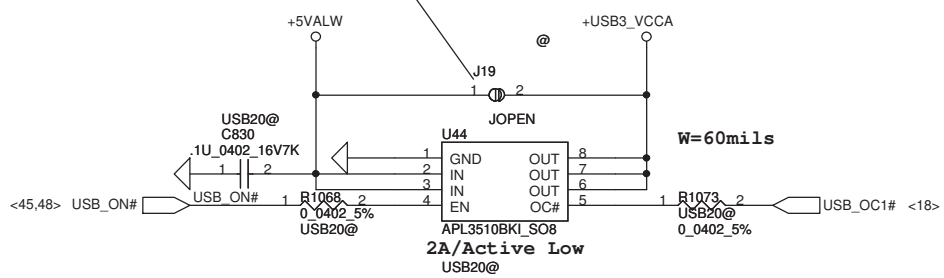 +5VALW
+USB3_VCCA
@
J19
1 2
JOPEN
USB20@
C830
.1U_0402_16V7K
1 2
U44
W=60mils
1 GND OUT 8
2 IN OUT 7
3 IN OUT 6
4 EN OC# 5
<45,48> USB_ON#
USB_ON#
1 R1068 2
0_0402_5%
USB20@
APL3510BKI_SO8
2A/Active Low
USB20@
1 R1073 2
USB20@
0_0402_5%
USB_OC1# <18>